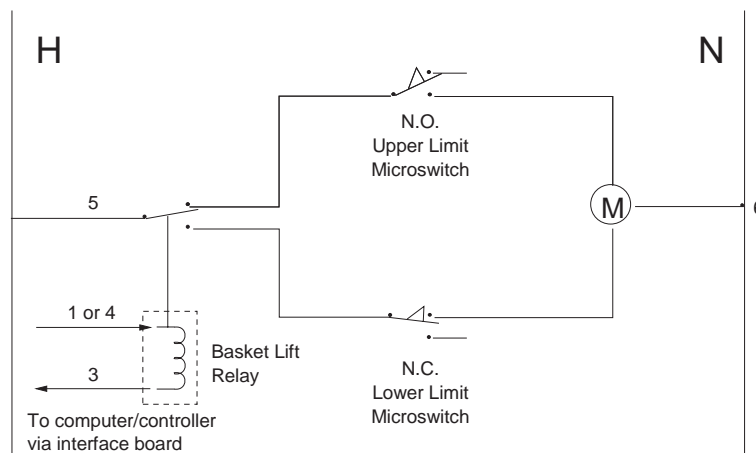 H
N
N.O.
Upper Limit
Microswitch
5
M
1 or 4
Basket Lift
Relay
3
N.C.
Lower Limit
Microswitch
To computer/controller
via interface board